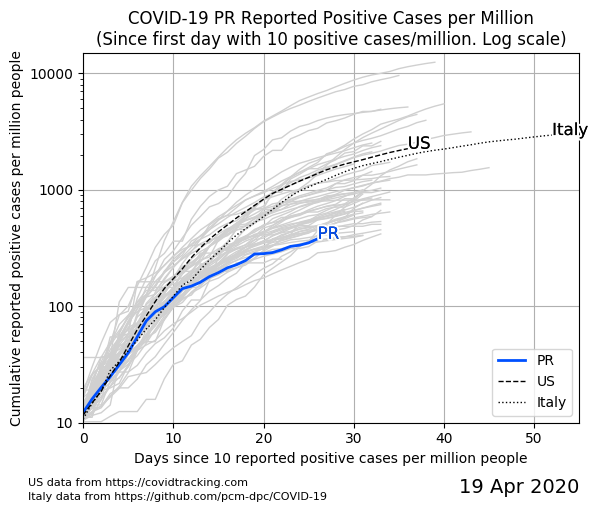 COVID-19 PR Reported Positive Cases per Million
(Since first day with 10 positive cases/million. Log scale)
Cumulative reported positive cases per million people
10000
1000
100
10
Italy
US
PR
PR
US
Italy
0
10
20
30
40
50
Days since 10 reported positive cases per million people
US data from https://covidtracking.com
Italy data from https://github.com/pcm-dpc/COVID-19
19 Apr 2020